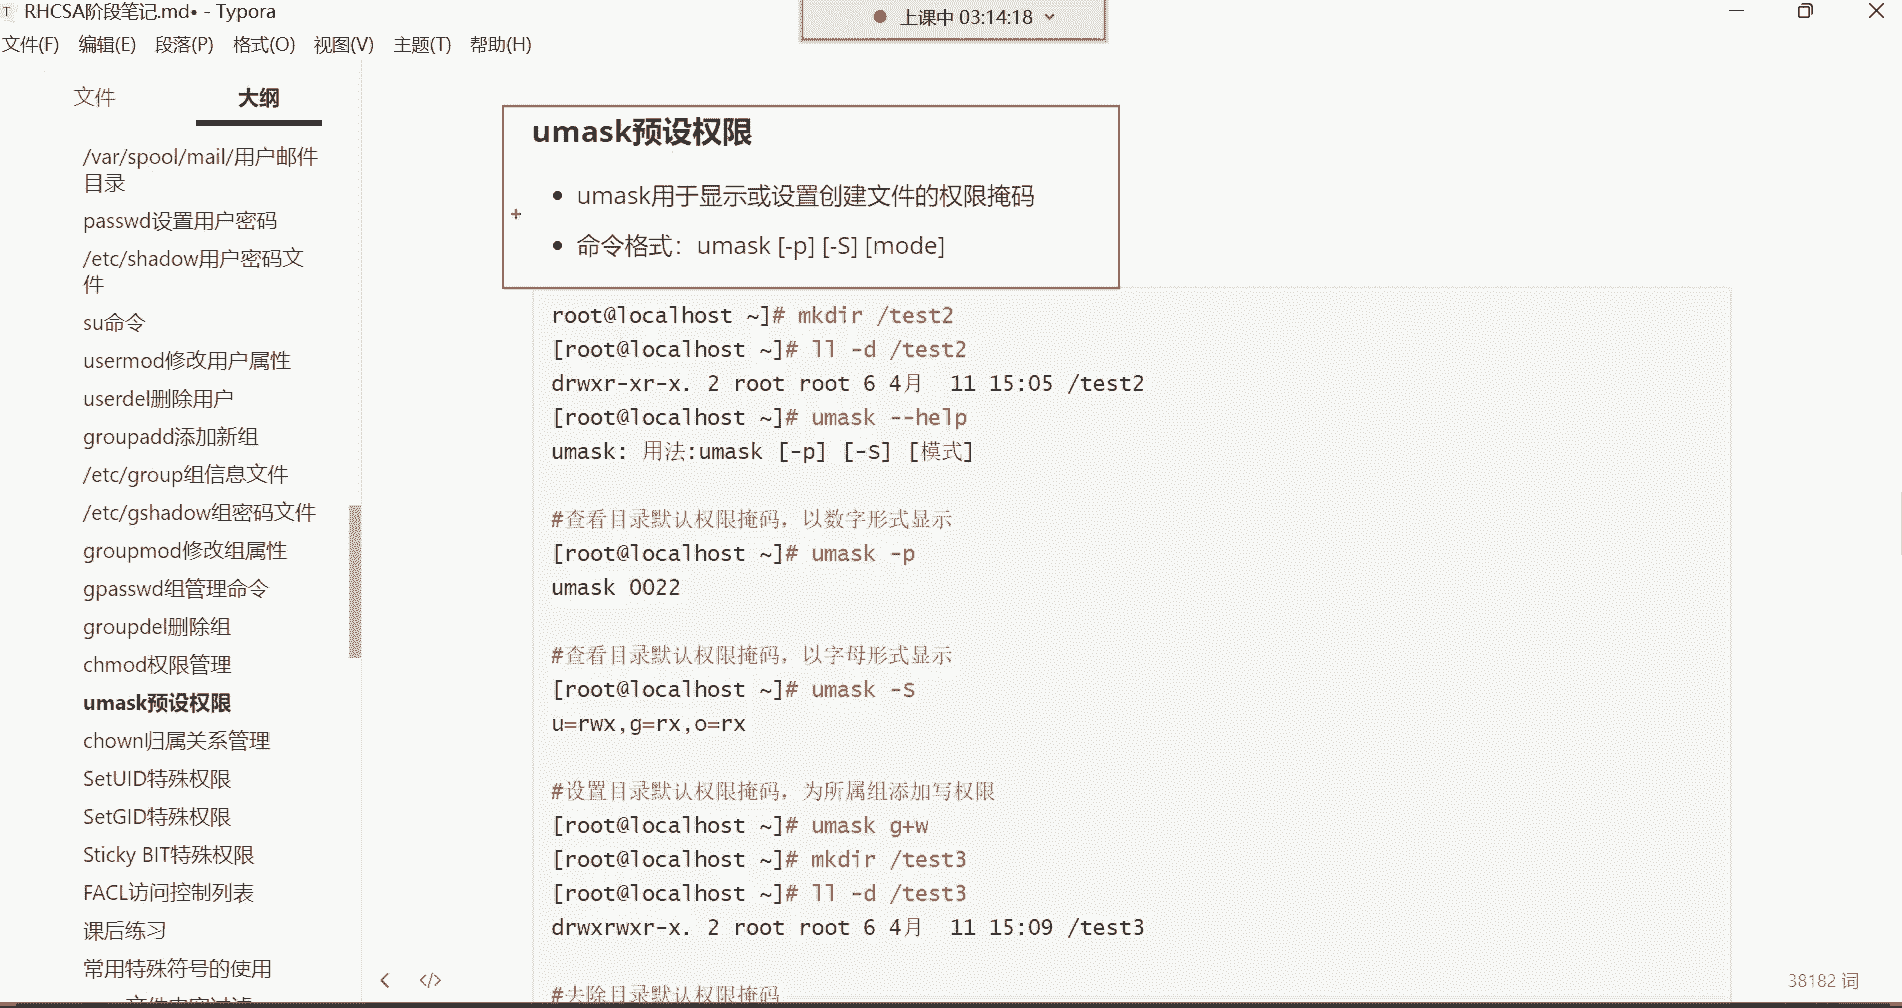 RHCSA阶段笔记.md• - Typora
上课中 03:14:18
文件(F) 编辑(E) 段落(P) 格式(O) 视图(V) 主题(T) 帮助(H)
文件 大纲
/var/spool/mail/用户邮件
目录
passwd设置用户密码
/etc/shadow用户密码文
件
su命令
usermod修改用户属性
userdel删除用户
groupadd添加新组
/etc/group组信息文件
/etc/gshadow组密码文件
groupmod修改组属性
gpasswd组管理命令
groupdel删除组
chmod权限管理
umask预设权限
chown归属关系管理
SetUID特殊权限
SetGID特殊权限
Sticky BIT特殊权限
FACL访问控制列表
课后练习
常用特殊符号的使用
umask预设权限
umask用于显示或设置创建文件的权限掩码
命令格式：umask [-p] [-S] [mode]
root@localhost ~]# mkdir /test2
[root@localhost ~]# ll -d /test2
drwxr-xr-x. 2 root root 6 4月 11 15:05 /test2
[root@localhost ~]# umask --help
umask: 用法:umask [-p] [-S] [模式]
#查看目录默认权限掩码，以数字形式显示
[root@localhost ~]# umask -p
umask 0022
#查看目录默认权限掩码，以字母形式显示
[root@localhost ~]# umask -S
u=rwx,g=rx,o=rx
#设置目录默认权限掩码，为所属组添加写权限
[root@localhost ~]# umask g+w
[root@localhost ~]# mkdir /test3
[root@localhost ~]# ll -d /test3
drwxrwxr-x. 2 root root 6 4月 11 15:09 /test3
#去除目录默认权限掩码
38182 词